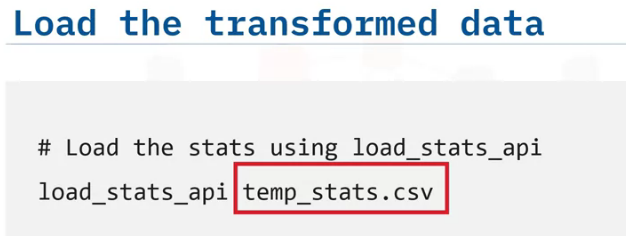 Load the transformed data
# Load the stats using load_stats_api
load_stats_api temp_stats.csv